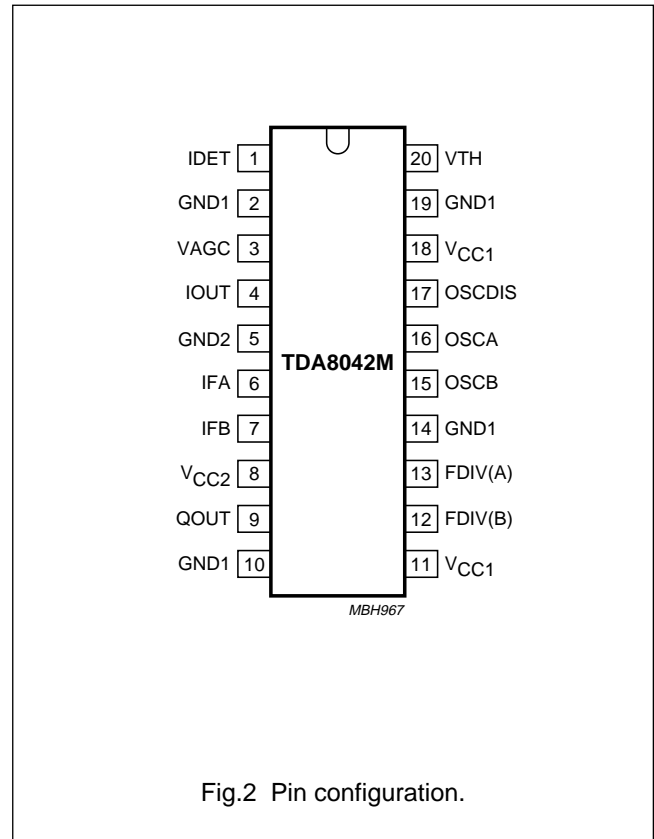 IDET 1 20 VTH
GND1 2 19 GND1
VAGC 3 18 VCC1
IOUT 4 17 OSCDIS
GND2 5 16 OSCA
TDA8042M
IFA 6 15 OSCB
IFB 7 14 GND1
VCC2 8 13 FDIV(A)
QOUT 9 12 FDIV(B)
GND1 10 11 VCC1
MBH967
Fig.2 Pin configuration.